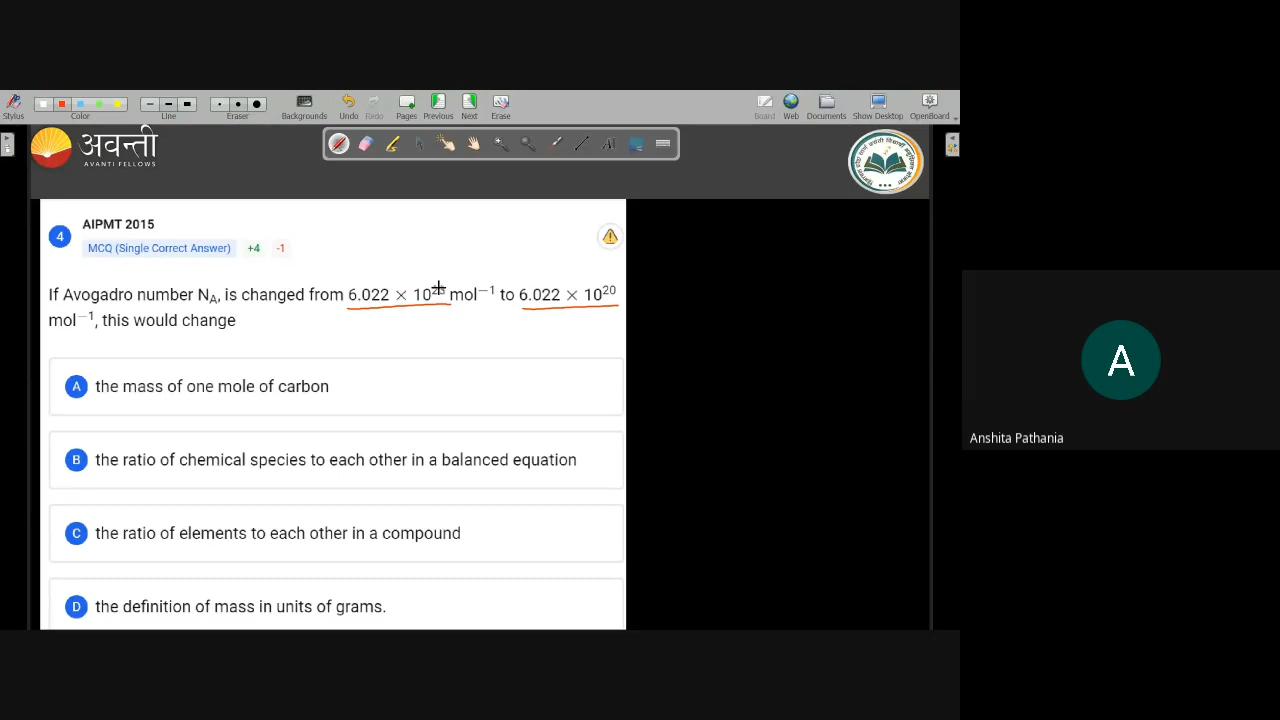 Stylus
Color
Line
Eraser
Backgrounds
Undo
Redo
Pages
Previous
Next
Erase
Board
Web
Documents
Show Desktop
OpenBoard
अवन्ती
AVANTI FELLOWS
4
AIPMT 2015
MCQ (Single Correct Answer) +4 -1
If Avogadro number N_A, is changed from 6.022 × 10²³ mol⁻¹ to 6.022 × 10²⁰
mol⁻¹, this would change
A the mass of one mole of carbon
B the ratio of chemical species to each other in a balanced equation
C the ratio of elements to each other in a compound
D the definition of mass in units of grams.
A
Anshita Pathania